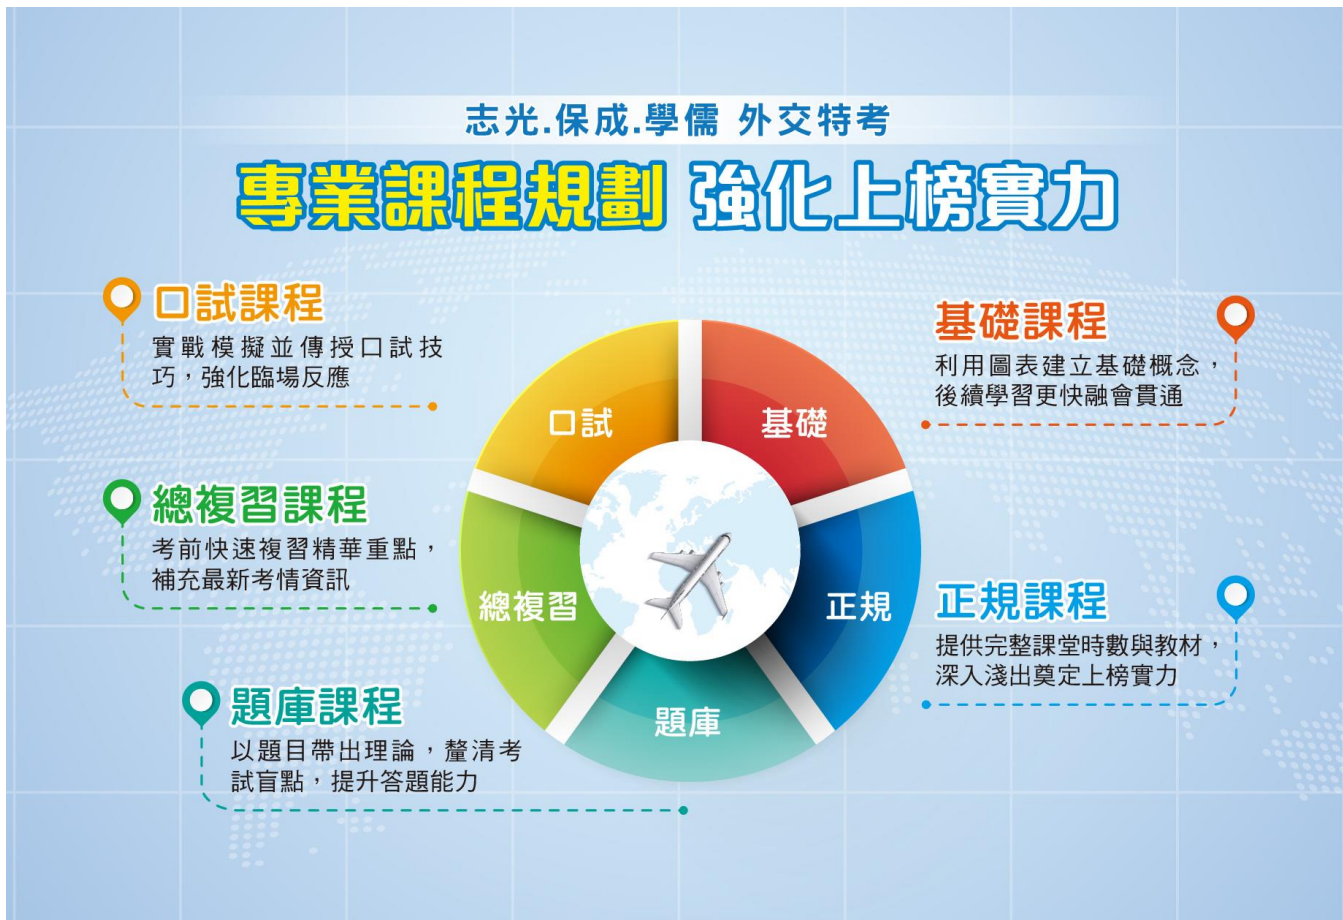 志光.保成.學儒 外交特考
專業課程規劃 強化上榜實力
口試課程
實戰模擬並傳授口試技
巧，強化臨場反應
總複習課程
考前快速複習精華重點，
補充最新考情資訊
題庫課程
以題目帶出理論，釐清考
試盲點，提升答題能力
基礎課程
利用圖表建立基礎概念，
後續學習更快融會貫通
正規課程
提供完整課堂時數與教材，
深入淺出奠定上榜實力
口試
基礎
總複習
正規
題庫